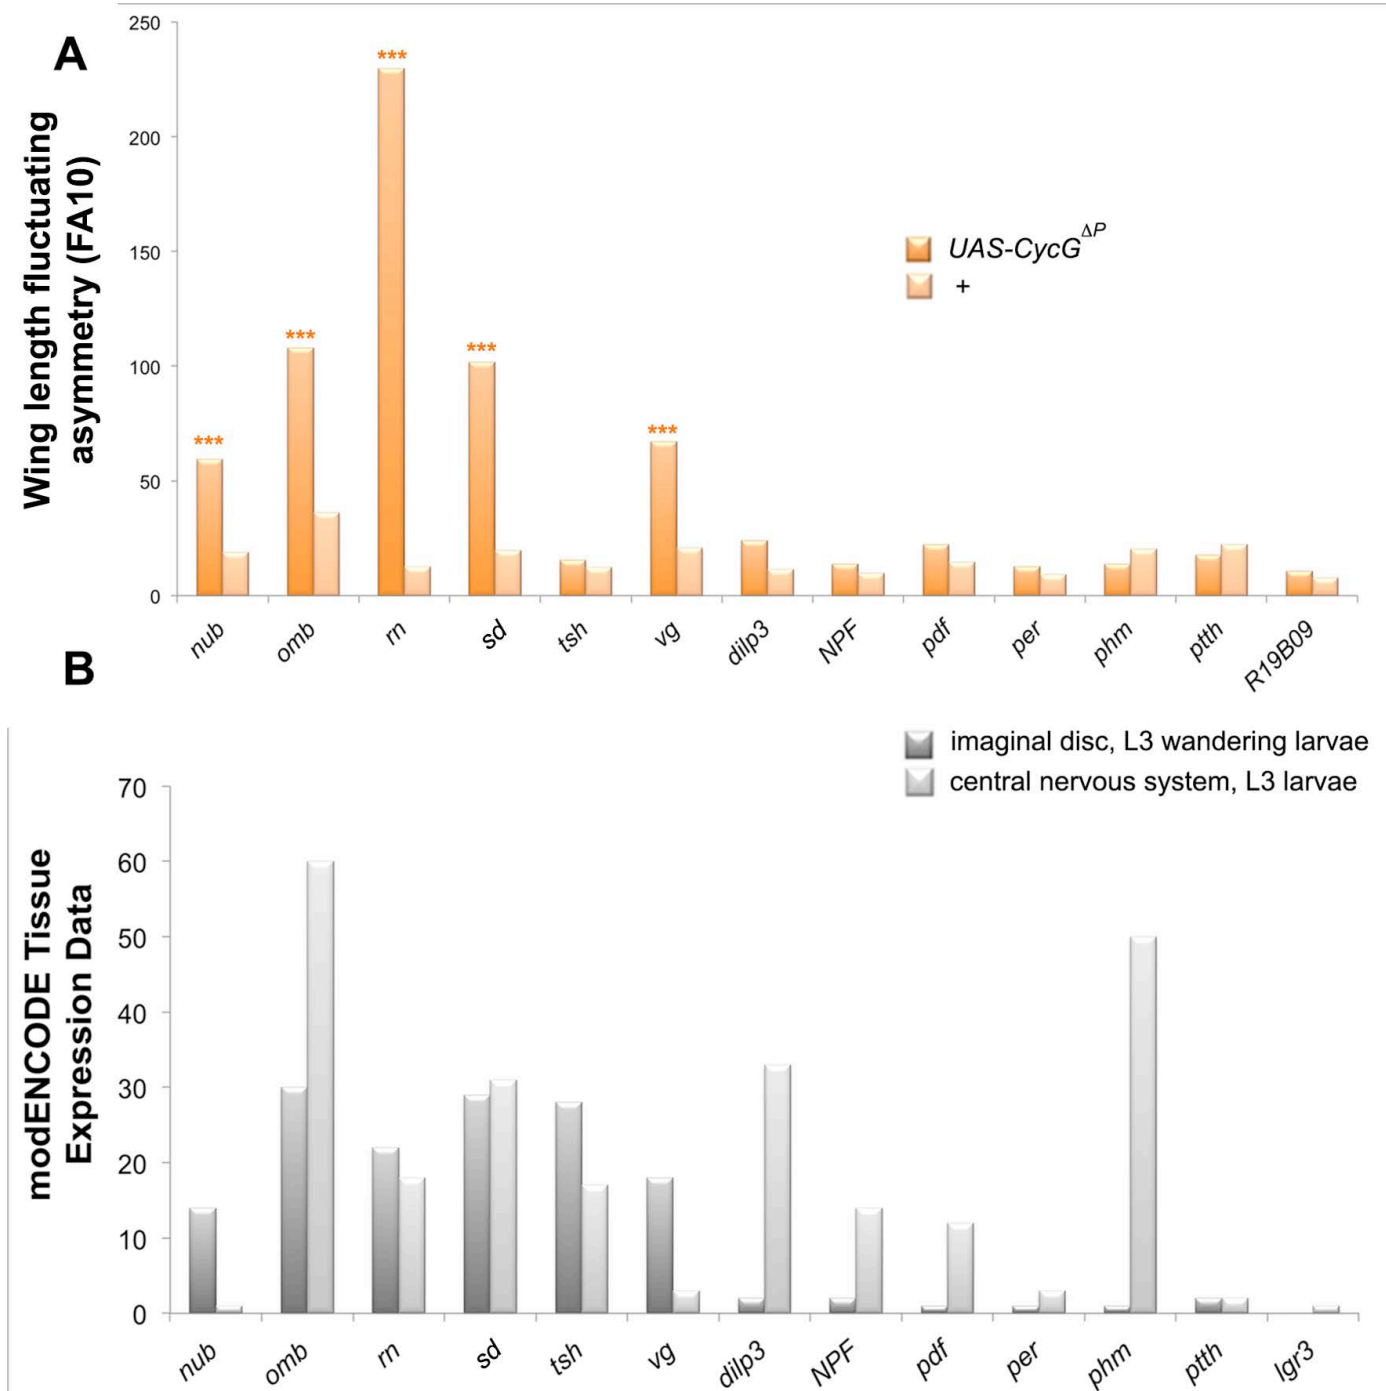 A
Wing length fluctuating
asymmetry (FA10)
250
200
150
100
50
0
***
***
***
***
***
UAS-CycG^ΔP
+
nub
omb
rn
sd
tsh
vg
dilp3
NPF
pdf
per
phm
ptth
R19B09
B
modENCODE Tissue
Expression Data
imaginal disc, L3 wandering larvae
central nervous system, L3 larvae
70
60
50
40
30
20
10
0
nub
omb
rn
sd
tsh
vg
dilp3
NPF
pdf
per
phm
ptth
lgr3